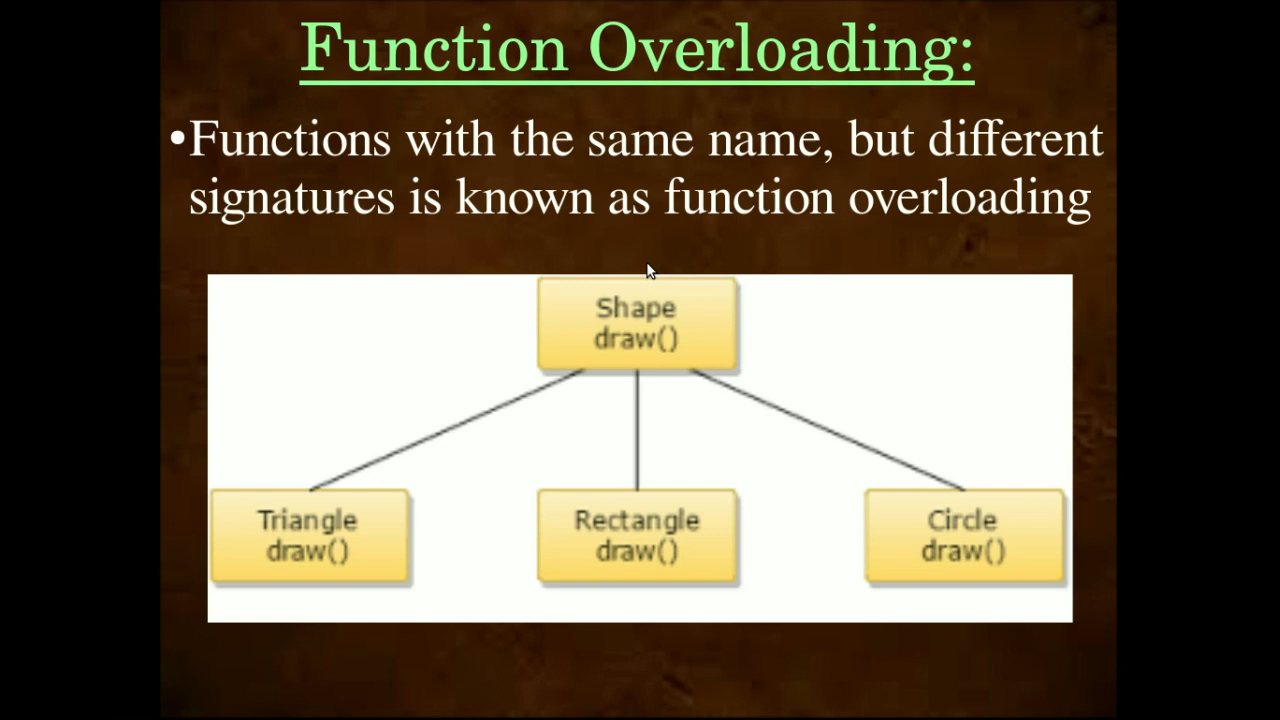 Function Overloading:
•Functions with the same name, but different
signatures is known as function overloading
Shape
draw()
Triangle
draw()
Rectangle
draw()
Circle
draw()